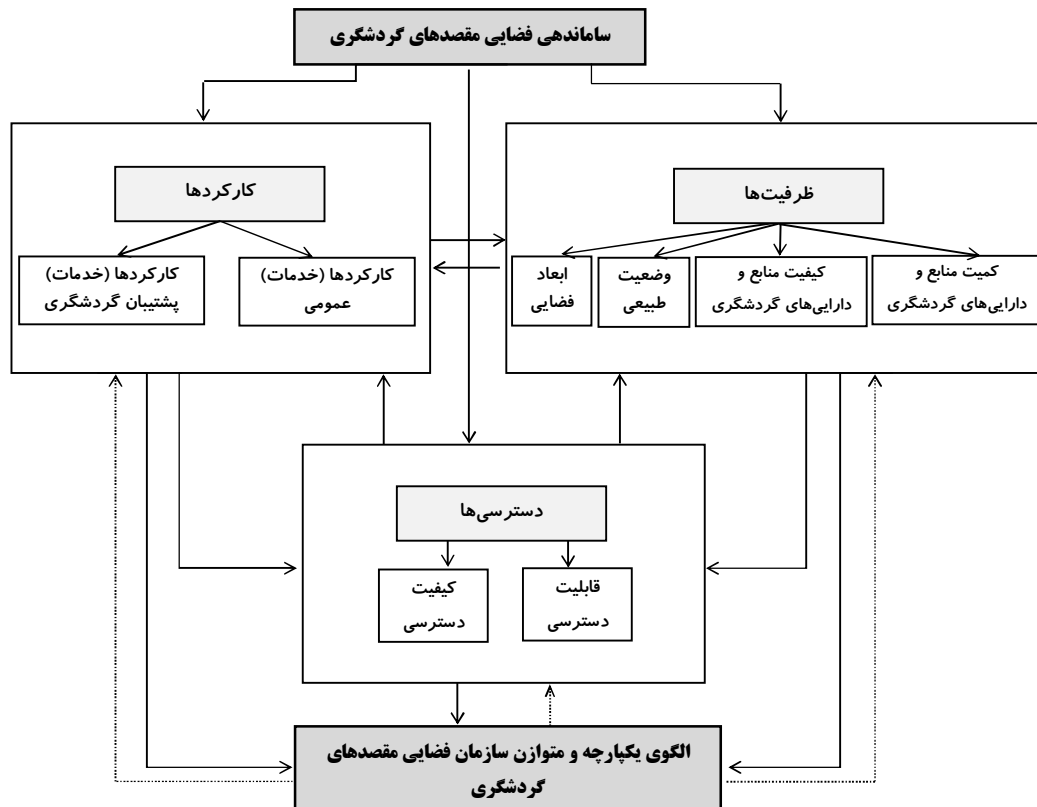 ساماندهی فضایی مقصدهای گردشگری
ظرفیت‌ها
کمیت منابع و
دارایی‌های گردشگری
کیفیت منابع و
دارایی‌های گردشگری
وضعیت
طبیعی
ابعاد
فضایی
کارکردها
کارکردها (خدمات)
عمومی
کارکردها (خدمات)
پشتیبان گردشگری
دسترسی‌ها
قابلیت
دسترسی
کیفیت
دسترسی
الگوی یکپارچه و متوازن سازمان فضایی مقصدهای
گردشگری